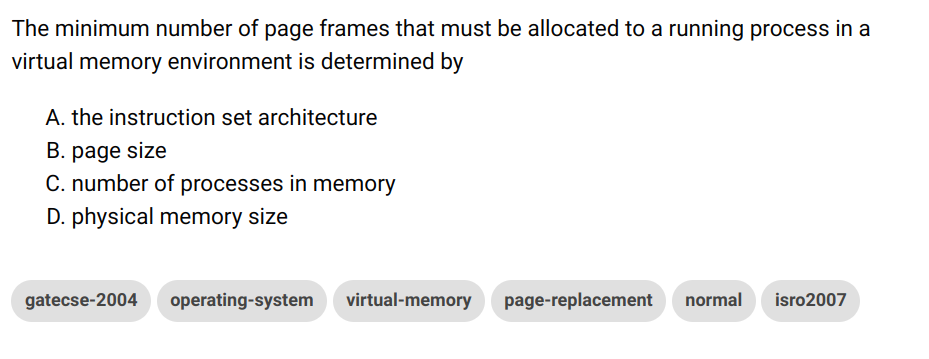 The minimum number of page frames that must be allocated to a running process in a
virtual memory environment is determined by
A. the instruction set architecture
B. page size
C. number of processes in memory
D. physical memory size
gatecse-2004 operating-system virtual-memory page-replacement normal isro2007